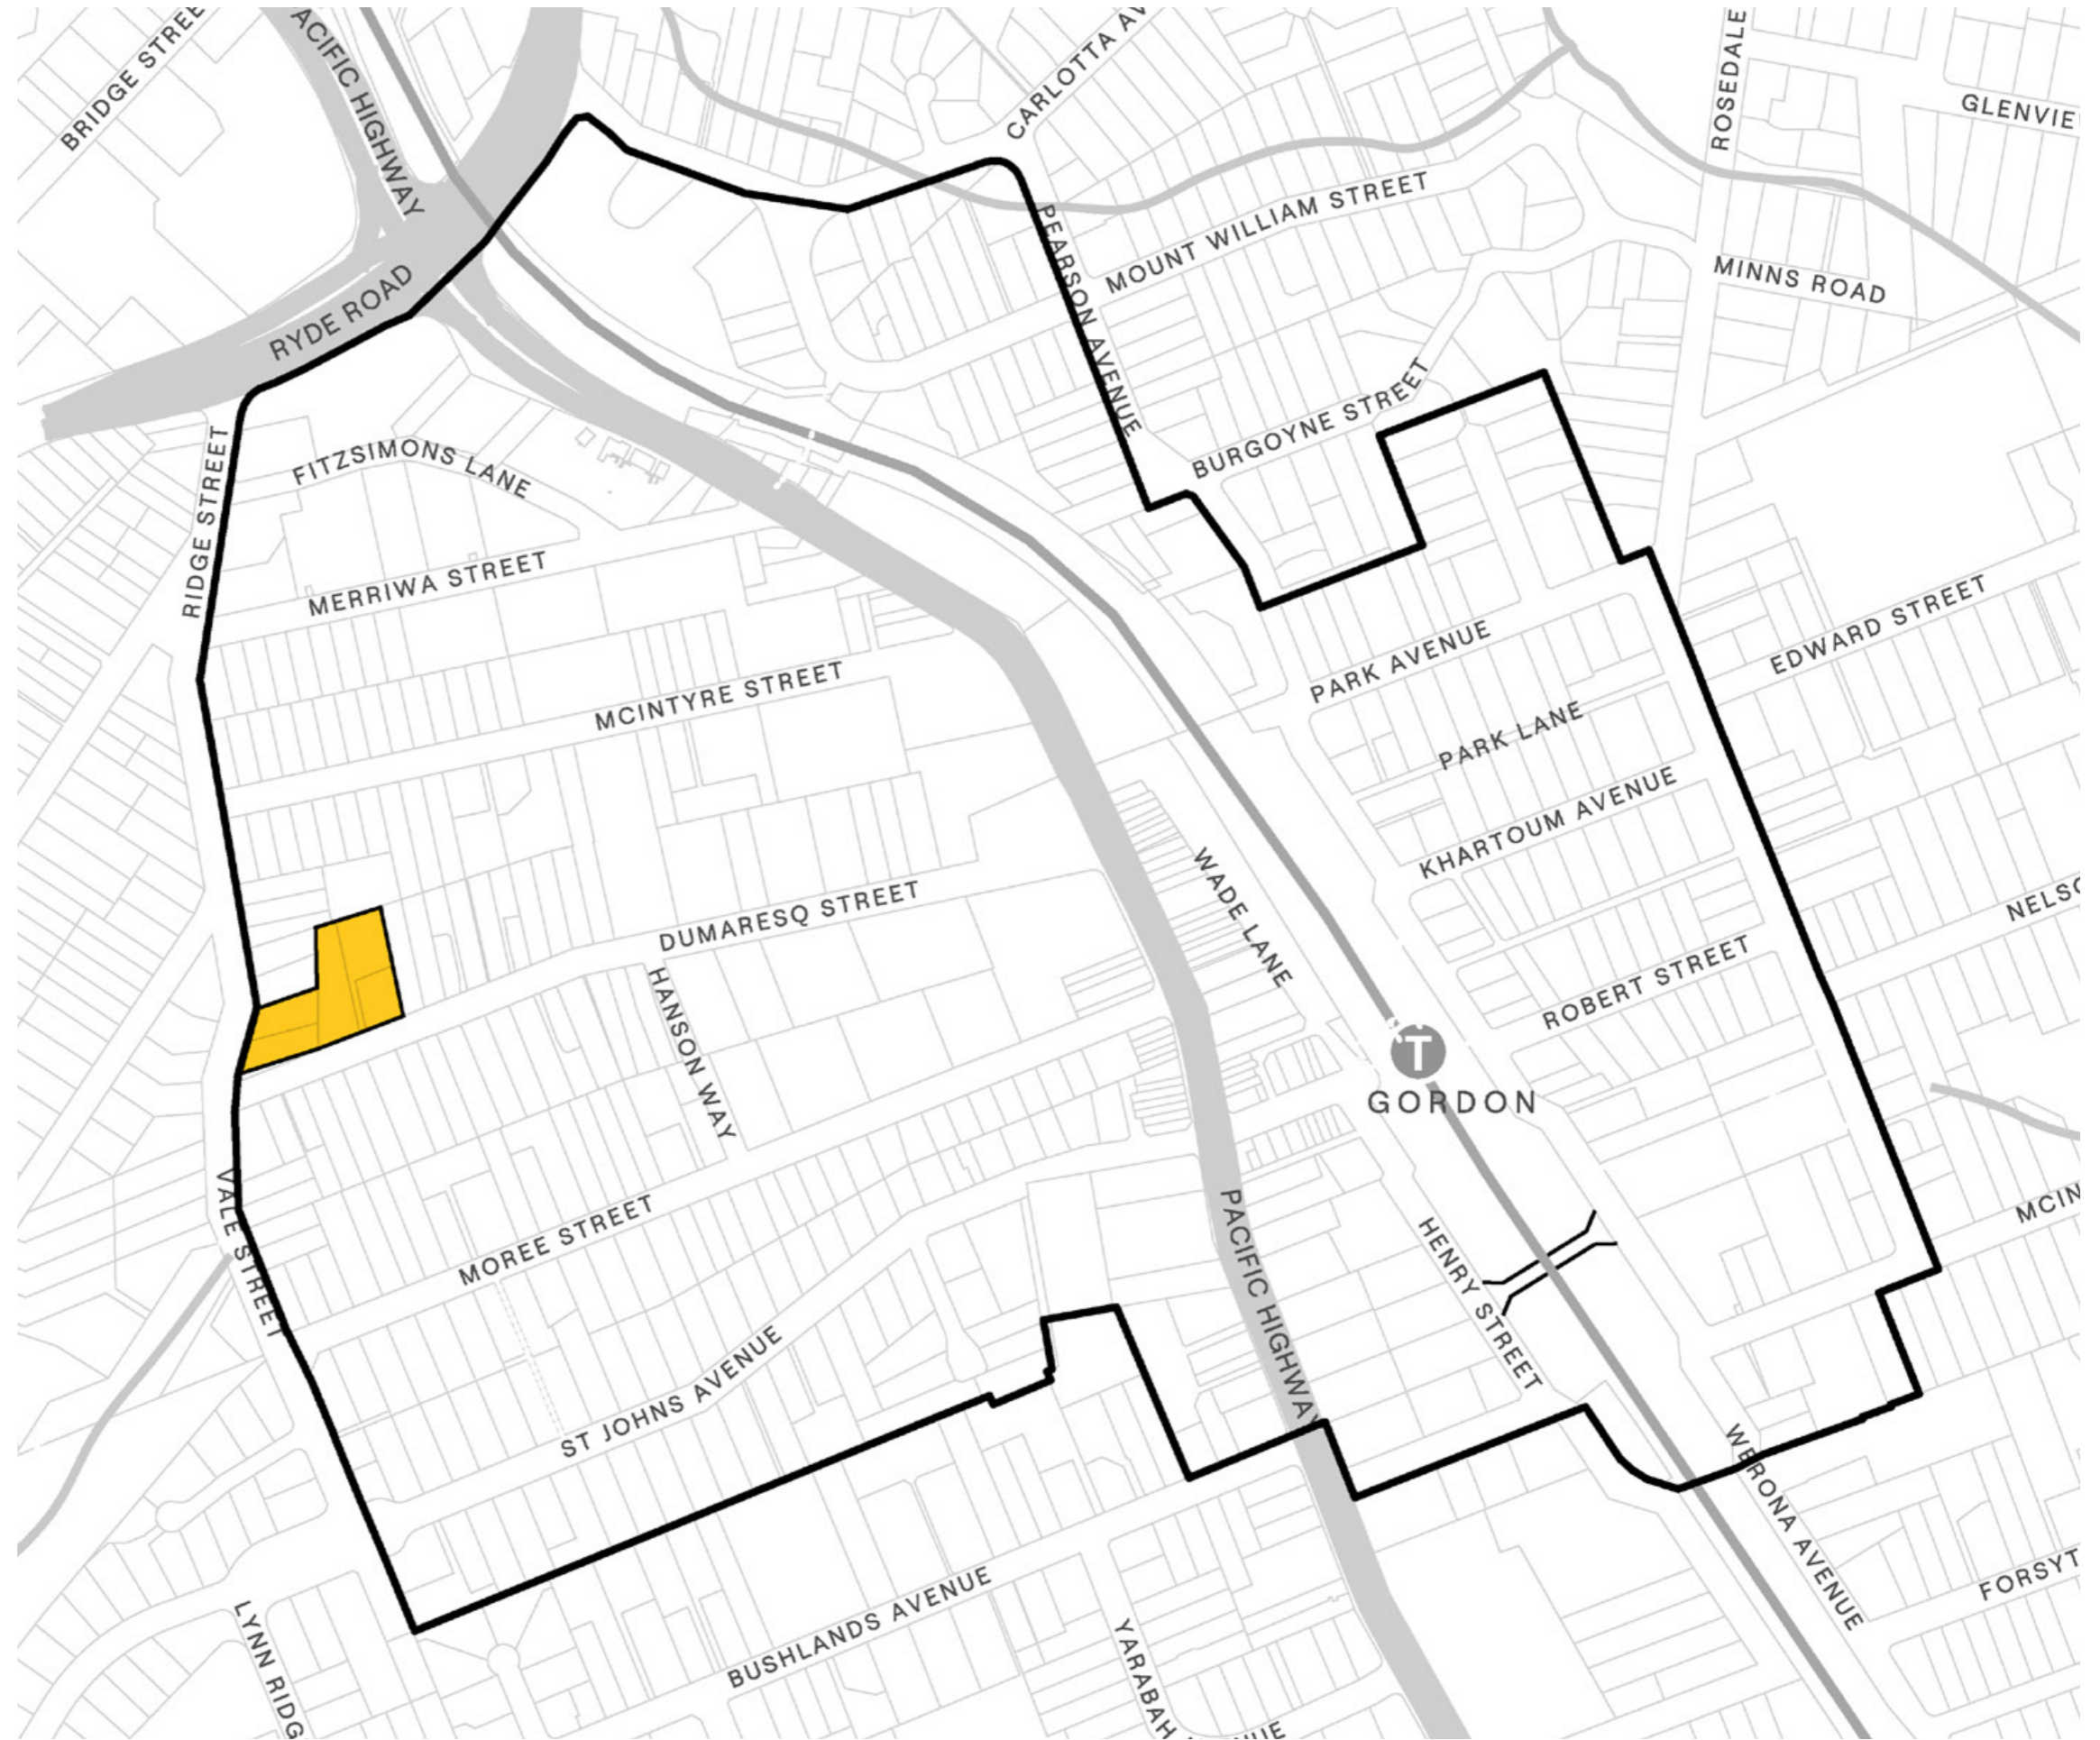 BRIDGE STREE
ACIFIC HIGHWAY
CARLOTTA AV
ROSEDALE
GLENVIE
RYDE ROAD
PEARSON AVENUE
MOUNT WILLIAM STREET
MINNS ROAD
FITZSIMONS LANE
RIDGE STREET
BURGOYNE STREET
MERRIWA STREET
MCINTYRE STREET
PARK AVENUE
EDWARD STREET
PARK LANE
KHARTOUM AVENUE
WADE LANE
DUMARESQ STREET
HANSON WAY
NELSO
ROBERT STREET
T
GORDON
VALE STREET
MOREE STREET
ST JOHNS AVENUE
PACIFIC HIGHWAY
HENRY STREET
MCIN
WERONA AVENUE
BUSHLANDS AVENUE
LYNN RIDG
YARABAH
NUE
FORSYT